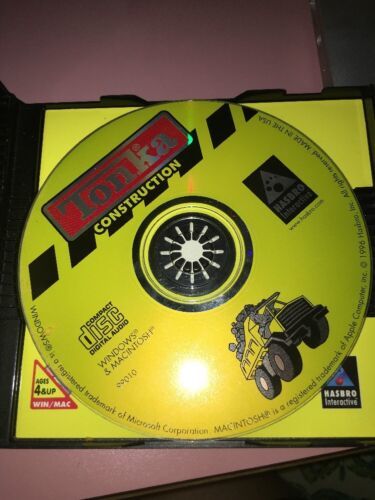 Tonka®
CONSTRUCTION
HASBRO
Interactive
www.hasbro.com
COMPACT
disc
DIGITAL AUDIO
WINDOWS®
& MACINTOSH®
99010
WINDOWS® is a registered trademark of Microsoft Corporation. MACINTOSH® is a registered trademark of Apple Computer, Inc. © 1996 Hasbro, Inc. All rights reserved. MADE IN THE USA
AGES
4&UP
WIN/MAC
HASBRO
Interactive